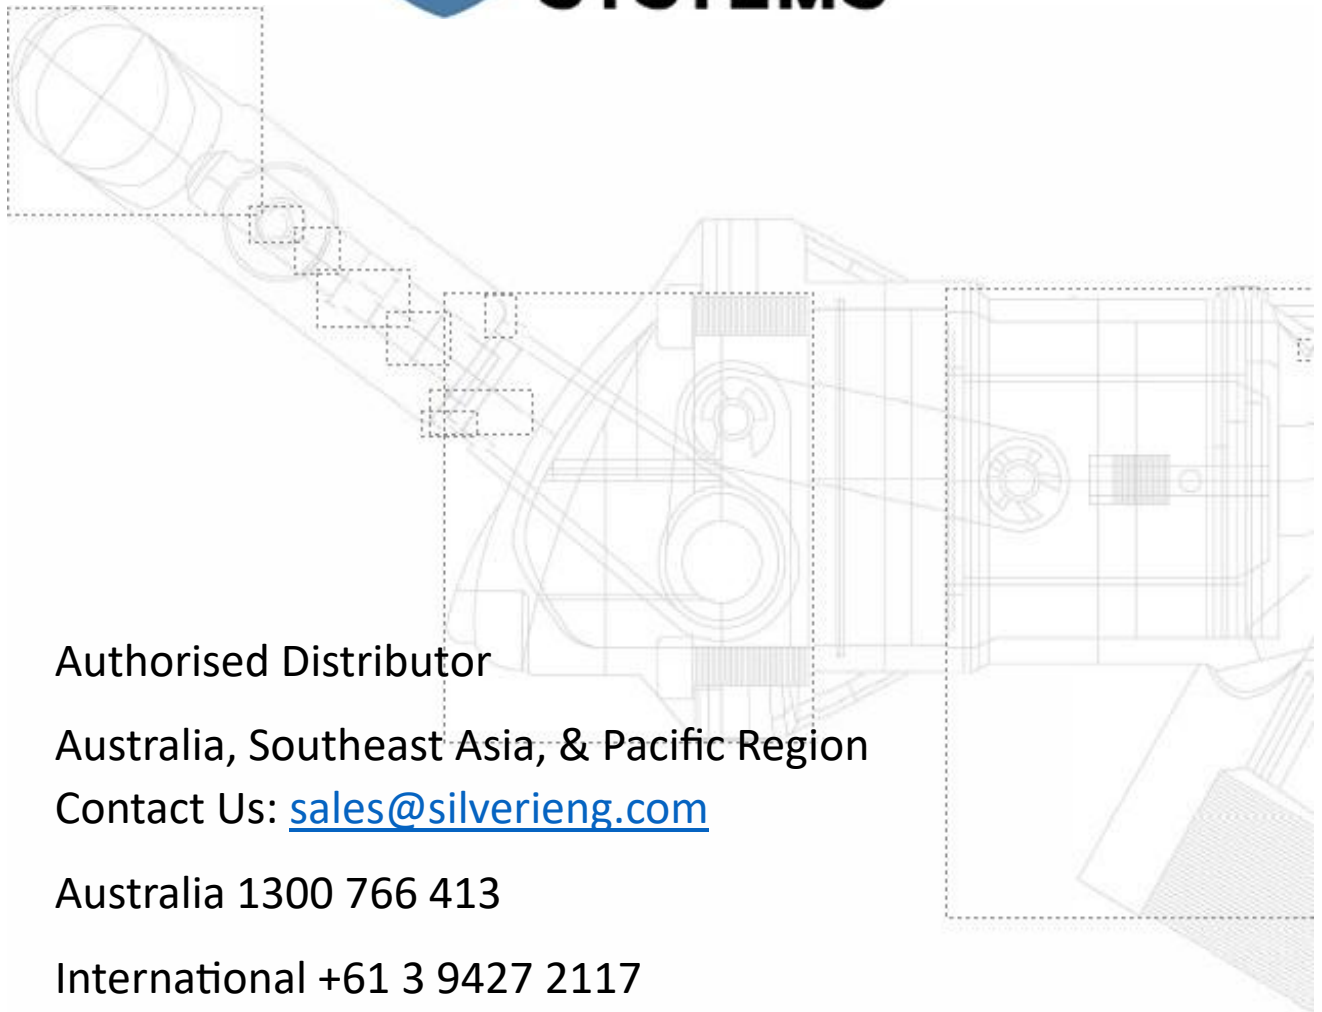 SYSTEMS
Authorised Distributor
Australia, Southeast Asia, & Pacific Region
Contact Us: sales@silverieng.com
Australia 1300 766 413
International +61 3 9427 2117